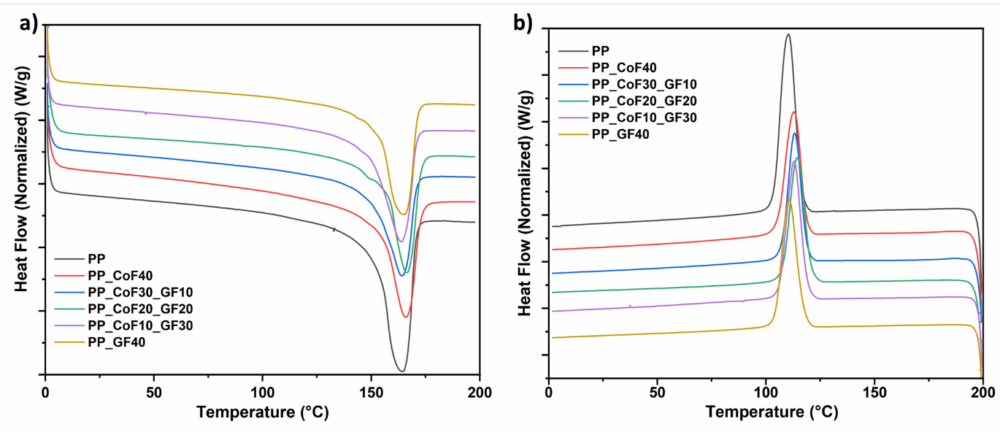 a)
Heat Flow (Normalized) (W/g)
PP
PP_CoF40
PP_CoF30_GF10
PP_CoF20_GF20
PP_CoF10_GF30
PP_GF40
0 50 100 150 200
Temperature (°C)
b)
Heat Flow (Normalized) (W/g)
PP
PP_CoF40
PP_CoF30_GF10
PP_CoF20_GF20
PP_CoF10_GF30
PP_GF40
0 50 100 150 200
Temperature (°C)